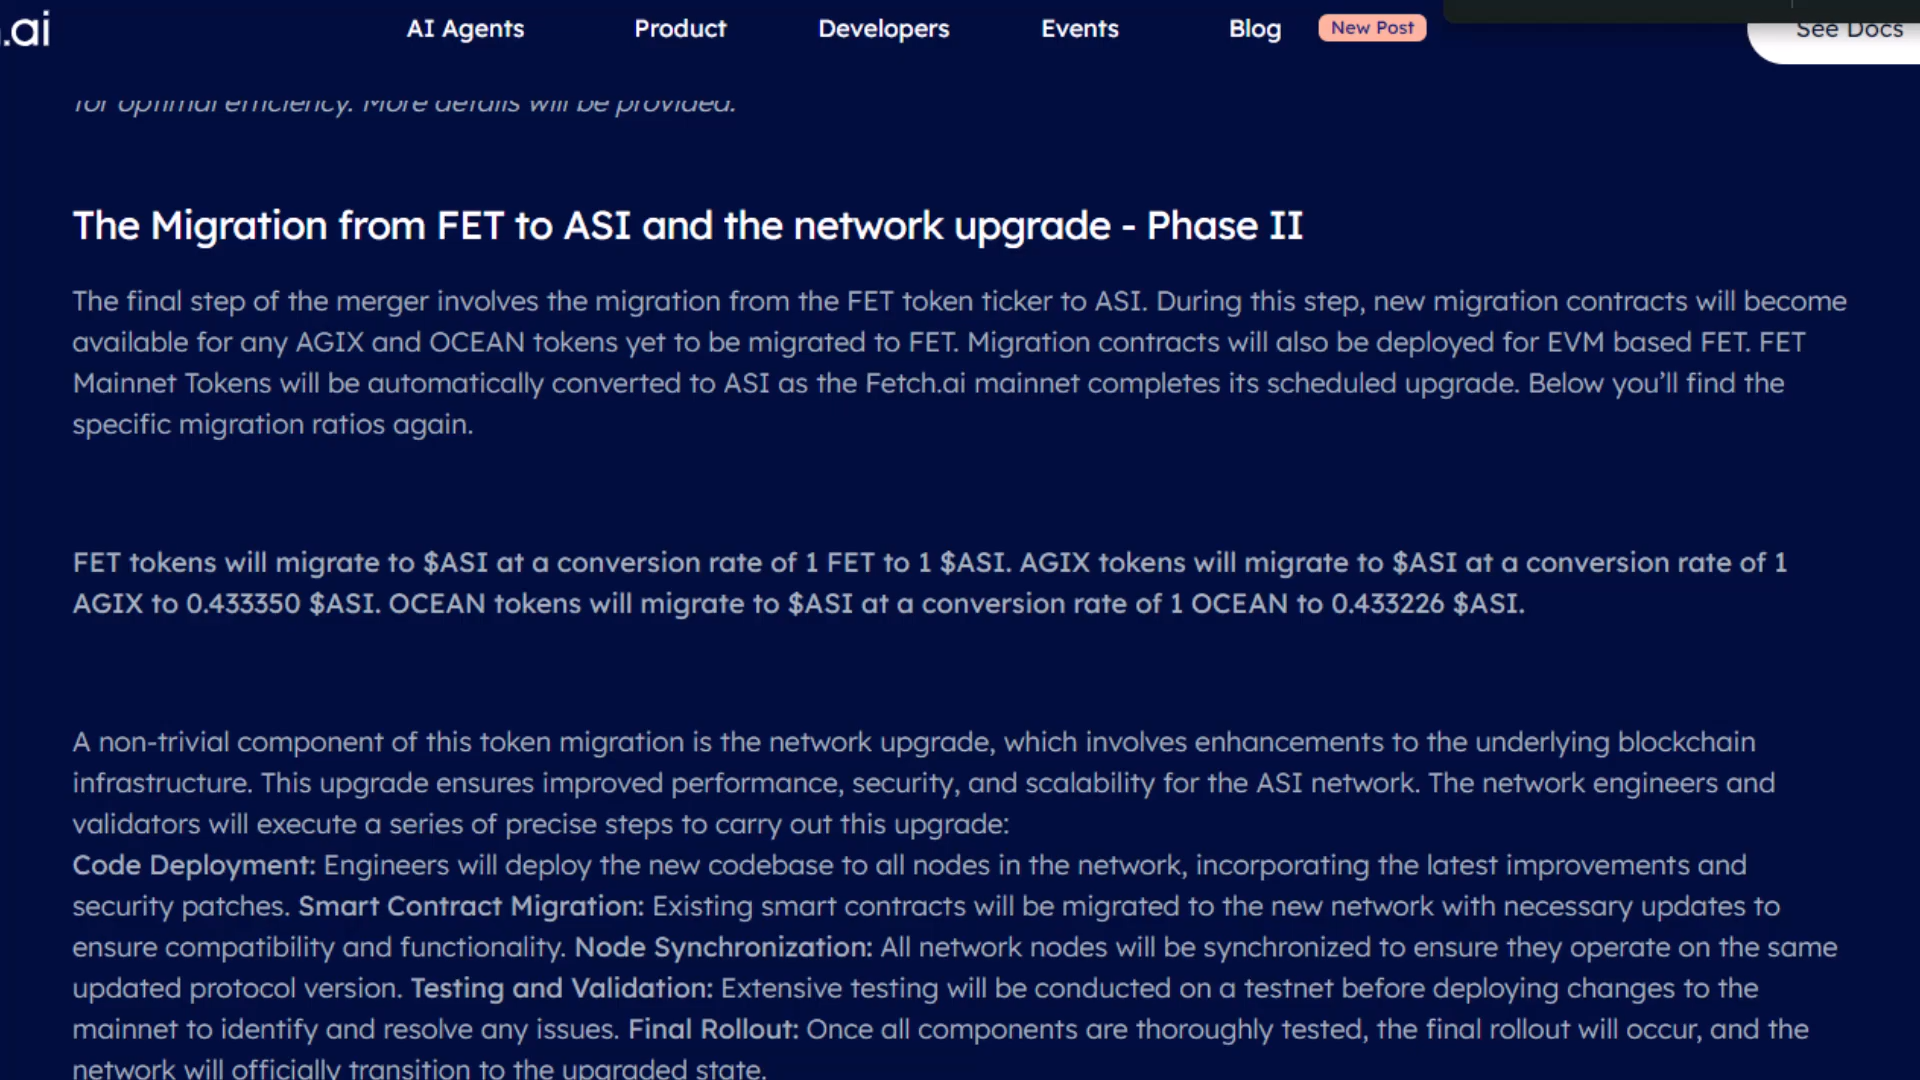 .ai
AI Agents
Product
Developers
Events
Blog
New Post
See Docs
for optimal efficiency. More details will be provided.
The Migration from FET to ASI and the network upgrade - Phase II
The final step of the merger involves the migration from the FET token ticker to ASI. During this step, new migration contracts will become
available for any AGIX and OCEAN tokens yet to be migrated to FET. Migration contracts will also be deployed for EVM based FET. FET
Mainnet Tokens will be automatically converted to ASI as the Fetch.ai mainnet completes its scheduled upgrade. Below you’ll find the
specific migration ratios again.
FET tokens will migrate to $ASI at a conversion rate of 1 FET to 1 $ASI. AGIX tokens will migrate to $ASI at a conversion rate of 1
AGIX to 0.433350 $ASI. OCEAN tokens will migrate to $ASI at a conversion rate of 1 OCEAN to 0.433226 $ASI.
A non-trivial component of this token migration is the network upgrade, which involves enhancements to the underlying blockchain
infrastructure. This upgrade ensures improved performance, security, and scalability for the ASI network. The network engineers and
validators will execute a series of precise steps to carry out this upgrade:
Code Deployment: Engineers will deploy the new codebase to all nodes in the network, incorporating the latest improvements and
security patches. Smart Contract Migration: Existing smart contracts will be migrated to the new network with necessary updates to
ensure compatibility and functionality. Node Synchronization: All network nodes will be synchronized to ensure they operate on the same
updated protocol version. Testing and Validation: Extensive testing will be conducted on a testnet before deploying changes to the
mainnet to identify and resolve any issues. Final Rollout: Once all components are thoroughly tested, the final rollout will occur, and the
network will officially transition to the upgraded state.